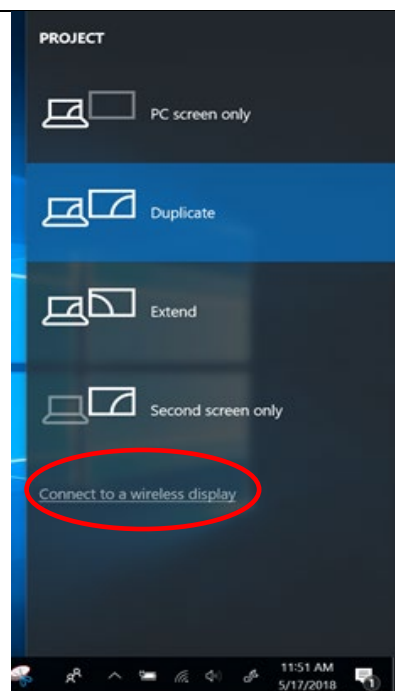 PROJECT
PC screen only
Duplicate
Extend
Second screen only
Connect to a wireless display
11:51 AM
5/17/2018
1